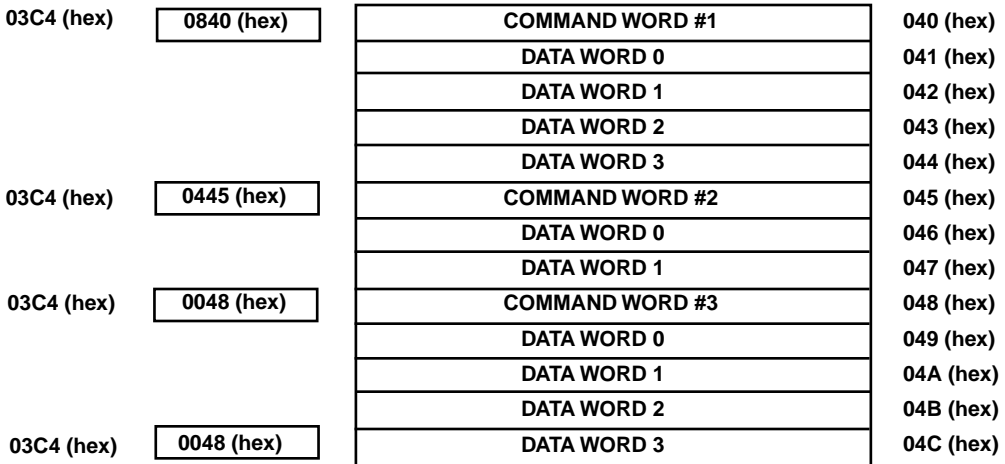 03C4 (hex) 0840 (hex) COMMAND WORD #1 040 (hex)
DATA WORD 0 041 (hex)
DATA WORD 1 042 (hex)
DATA WORD 2 043 (hex)
DATA WORD 3 044 (hex)
03C4 (hex) 0445 (hex) COMMAND WORD #2 045 (hex)
DATA WORD 0 046 (hex)
DATA WORD 1 047 (hex)
03C4 (hex) 0048 (hex) COMMAND WORD #3 048 (hex)
DATA WORD 0 049 (hex)
DATA WORD 1 04A (hex)
DATA WORD 2 04B (hex)
03C4 (hex) 0048 (hex) DATA WORD 3 04C (hex)